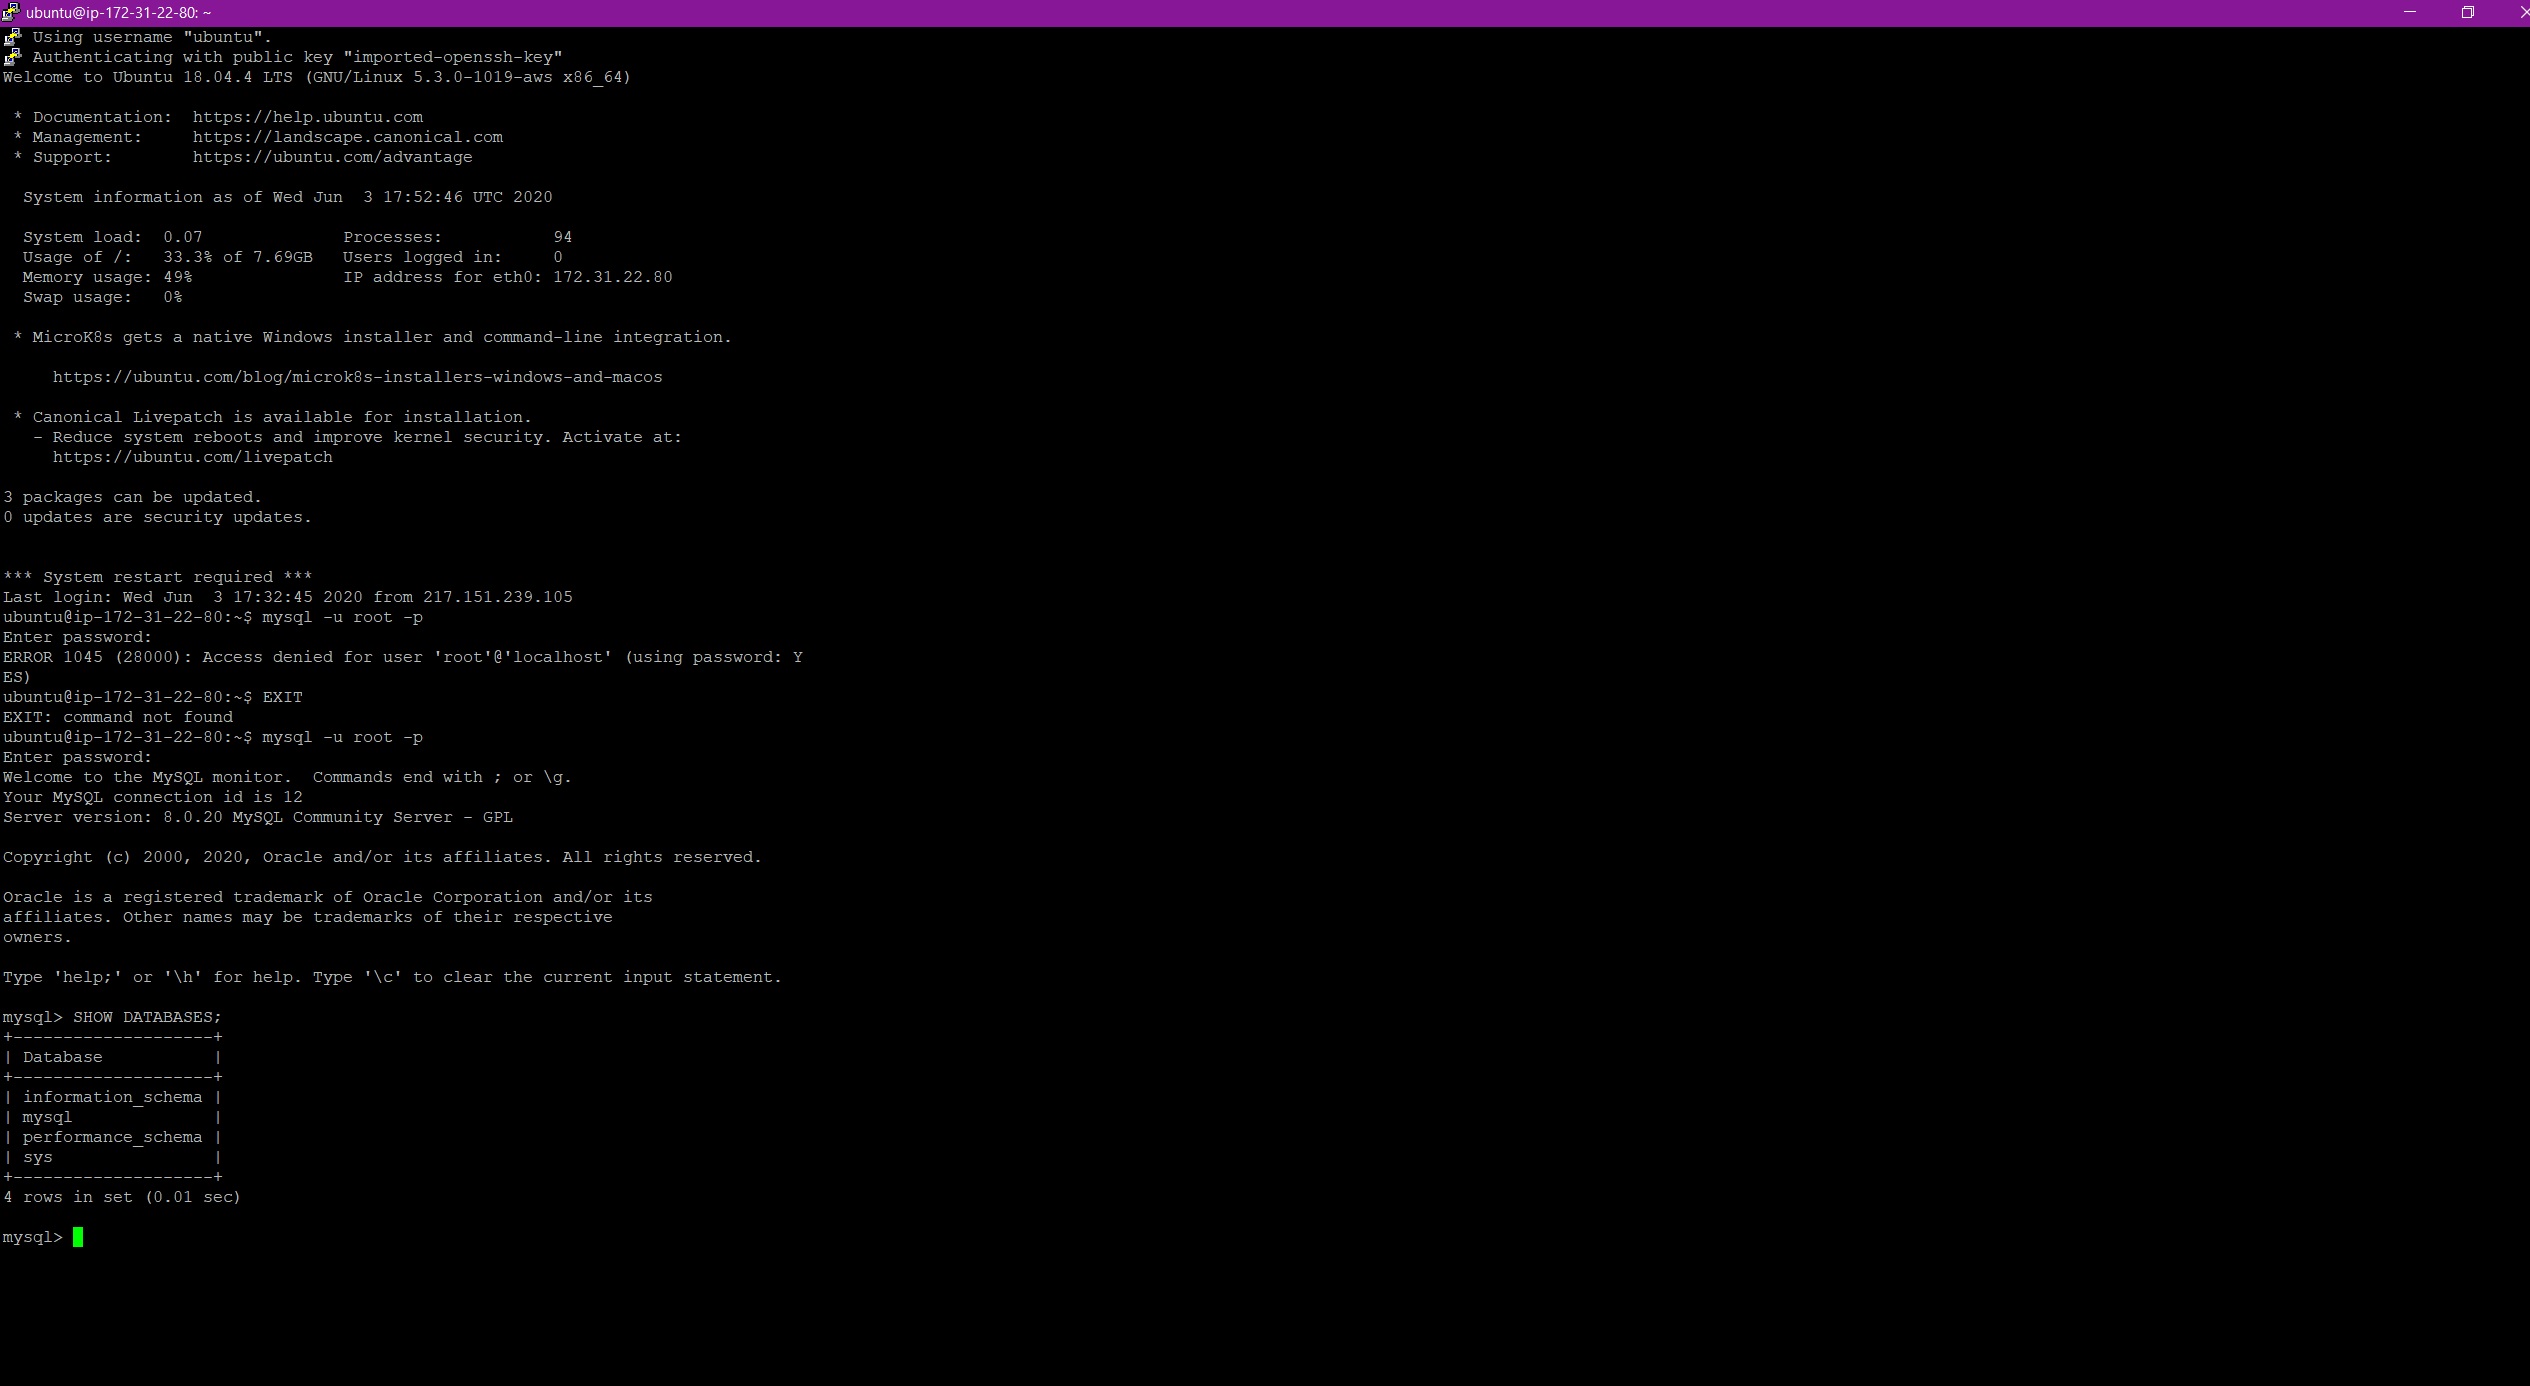 ubuntu@ip-172-31-22-80: ~
Using username "ubuntu".
Authenticating with public key "imported-openssh-key"
Welcome to Ubuntu 18.04.4 LTS (GNU/Linux 5.3.0-1019-aws x86_64)

 * Documentation:  https://help.ubuntu.com
 * Management:     https://landscape.canonical.com
 * Support:        https://ubuntu.com/advantage

  System information as of Wed Jun  3 17:52:46 UTC 2020

  System load:  0.07              Processes:           94
  Usage of /:   33.3% of 7.69GB   Users logged in:     0
  Memory usage: 49%               IP address for eth0: 172.31.22.80
  Swap usage:   0%

 * MicroK8s gets a native Windows installer and command-line integration.

     https://ubuntu.com/blog/microk8s-installers-windows-and-macos

 * Canonical Livepatch is available for installation.
   - Reduce system reboots and improve kernel security. Activate at:
     https://ubuntu.com/livepatch

3 packages can be updated.
0 updates are security updates.


*** System restart required ***
Last login: Wed Jun  3 17:32:45 2020 from 217.151.239.105
ubuntu@ip-172-31-22-80:~$ mysql -u root -p
Enter password:
ERROR 1045 (28000): Access denied for user 'root'@'localhost' (using password: Y
ES)
ubuntu@ip-172-31-22-80:~$ EXIT
EXIT: command not found
ubuntu@ip-172-31-22-80:~$ mysql -u root -p
Enter password:
Welcome to the MySQL monitor.  Commands end with ; or \g.
Your MySQL connection id is 12
Server version: 8.0.20 MySQL Community Server - GPL

Copyright (c) 2000, 2020, Oracle and/or its affiliates. All rights reserved.

Oracle is a registered trademark of Oracle Corporation and/or its
affiliates. Other names may be trademarks of their respective
owners.

Type 'help;' or '\h' for help. Type '\c' to clear the current input statement.

mysql> SHOW DATABASES;
+--------------------+
| Database           |
+--------------------+
| information_schema |
| mysql              |
| performance_schema |
| sys                |
+--------------------+
4 rows in set (0.01 sec)

mysql>